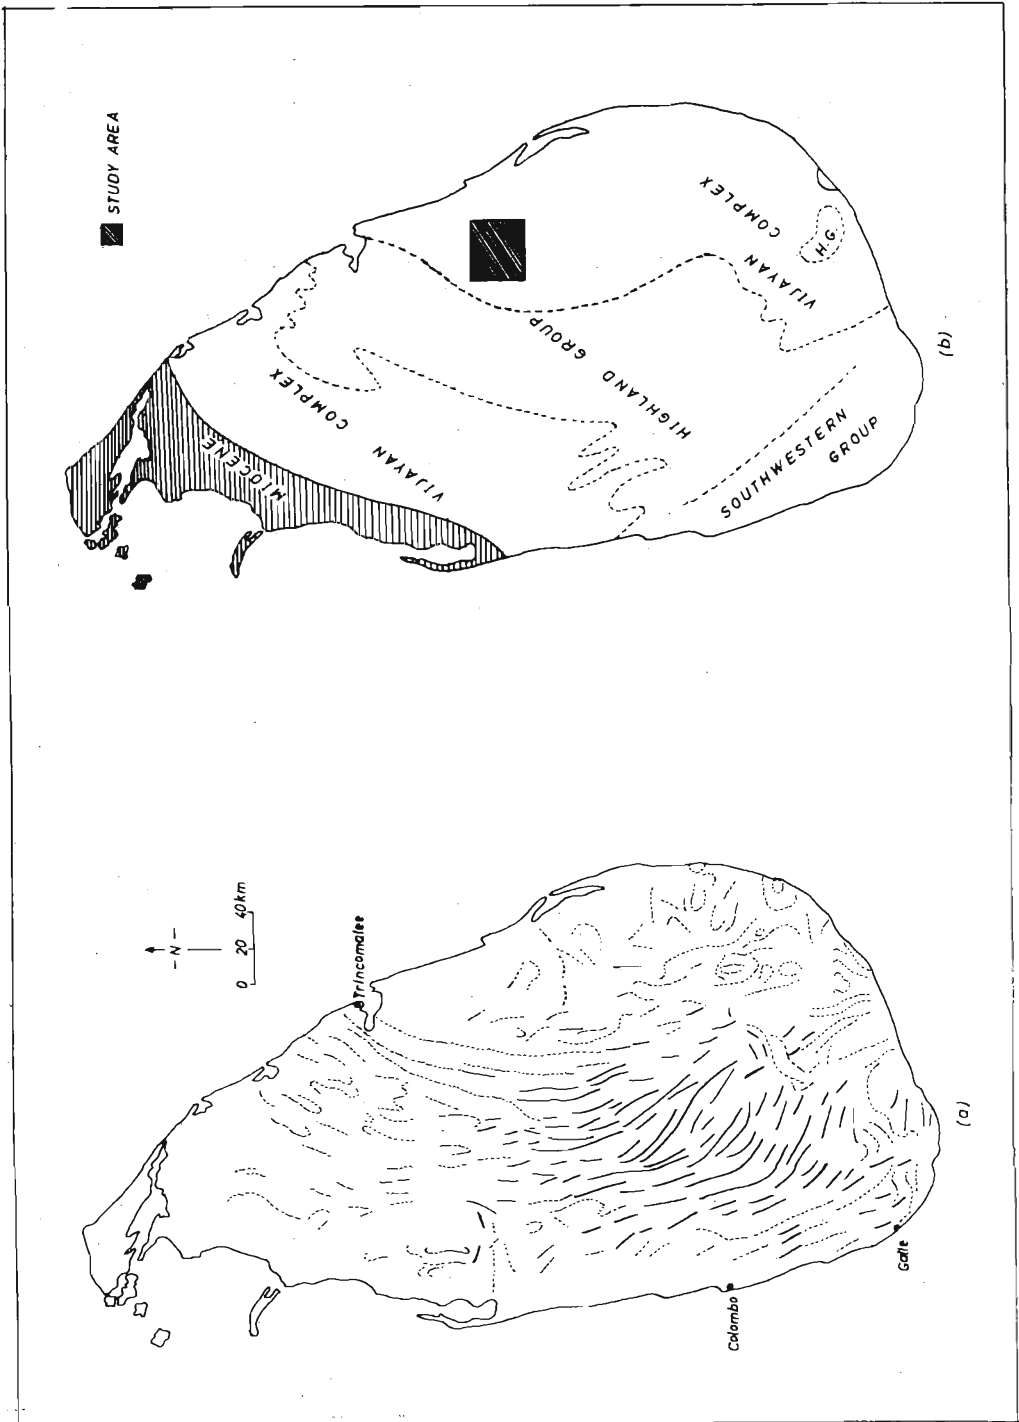 STUDY AREA
MIOCENE
VIJAYAN
COMPLEX
HIGHLAND
GROUP
VIJAYAN
COMPLEX
H.G.
SOUTHWESTERN
GROUP
(b)
- N -
0 20 40km
Trincomalee
Colombo
Galle
(a)